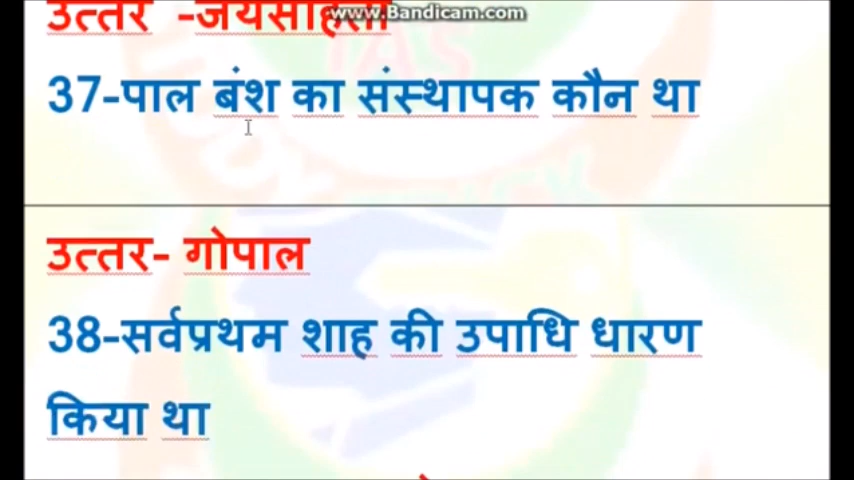 www.Bandicam.com
उत्तर -जयसंहिता
37-पाल बंश का संस्थापक कौन था
उत्तर- गोपाल
38-सर्वप्रथम शाह की उपाधि धारण
किया था